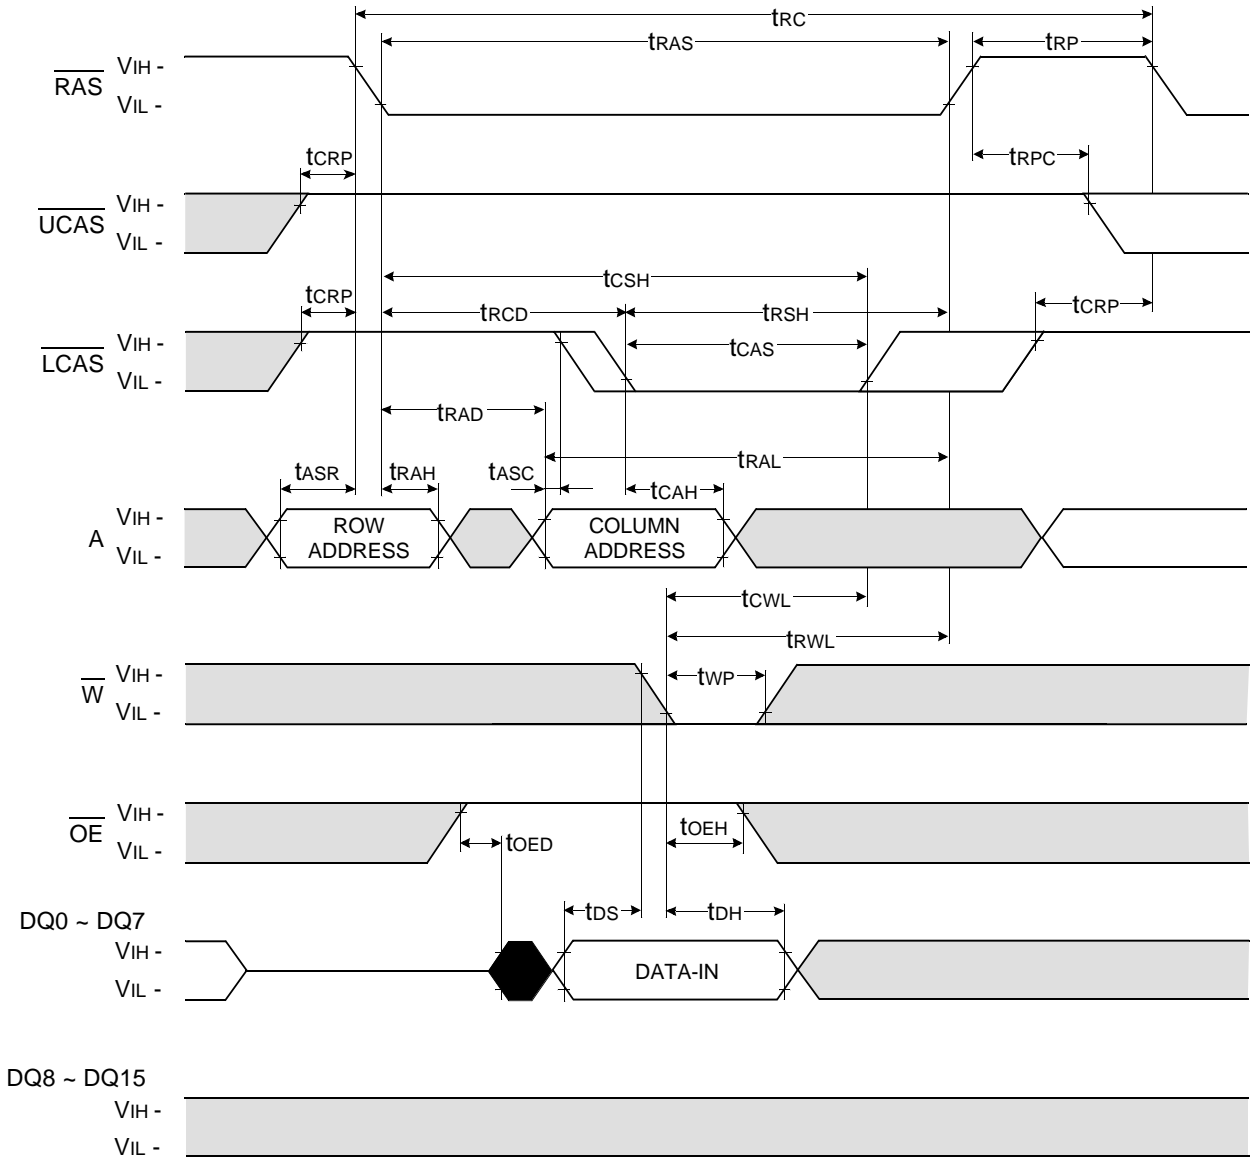 tRC
tRAS
tRP
RAS
VIH -
VIL -
tCRP
tRPC
UCAS
VIH -
VIL -
tCSH
tCRP
tRCD
tRSH
tCRP
LCAS
VIH -
VIL -
tCAS
tRAD
tRAL
tASR
tRAH
tASC
tCAH
A
VIH -
VIL -
ROW
ADDRESS
COLUMN
ADDRESS
tCWL
tRWL
W
VIH -
VIL -
tWP
OE
VIH -
VIL -
tOED
tOEH
DQ0 ~ DQ7
VIH -
VIL -
tDS
tDH
DATA-IN
DQ8 ~ DQ15
VIH -
VIL -